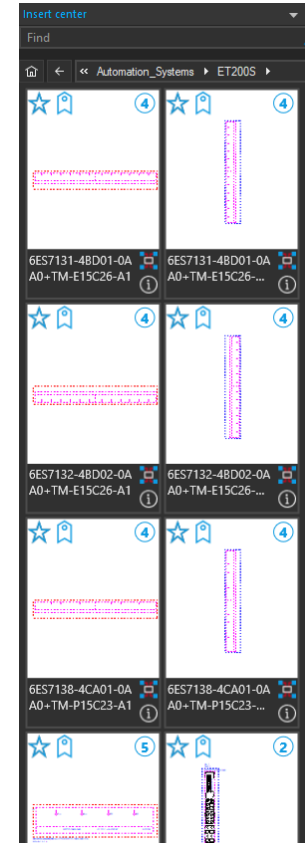 Insert center
Find
« Automation_Systems ET200S
4 4
6ES7131-4BD01-0A 6ES7131-4BD01-0A
A0+TM-E15C26-A1 A0+TM-E15C26-...
4 4
6ES7132-4BD02-0A 6ES7132-4BD02-0A
A0+TM-E15C26-A1 A0+TM-E15C26-...
4 4
6ES7138-4CA01-0A 6ES7138-4CA01-0A
A0+TM-P15C23-A1 A0+TM-P15C23-...
5 2